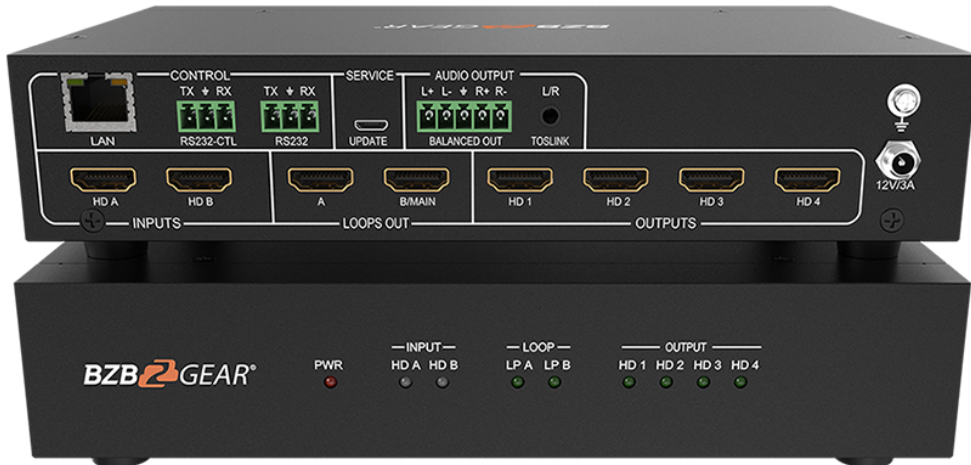 BZB GEAR
CONTROL SERVICE AUDIO OUTPUT
TX RX TX RX L+ L- R+ R- L/R
LAN RS232-CTL RS232 UPDATE BALANCED OUT TOSLINK
12V/3A
HD A HD B A B/MAIN HD 1 HD 2 HD 3 HD 4
INPUTS LOOPS OUT OUTPUTS
INPUT LOOP OUTPUT
PWR HD A HD B LP A LP B HD 1 HD 2 HD 3 HD 4
BZB GEAR®